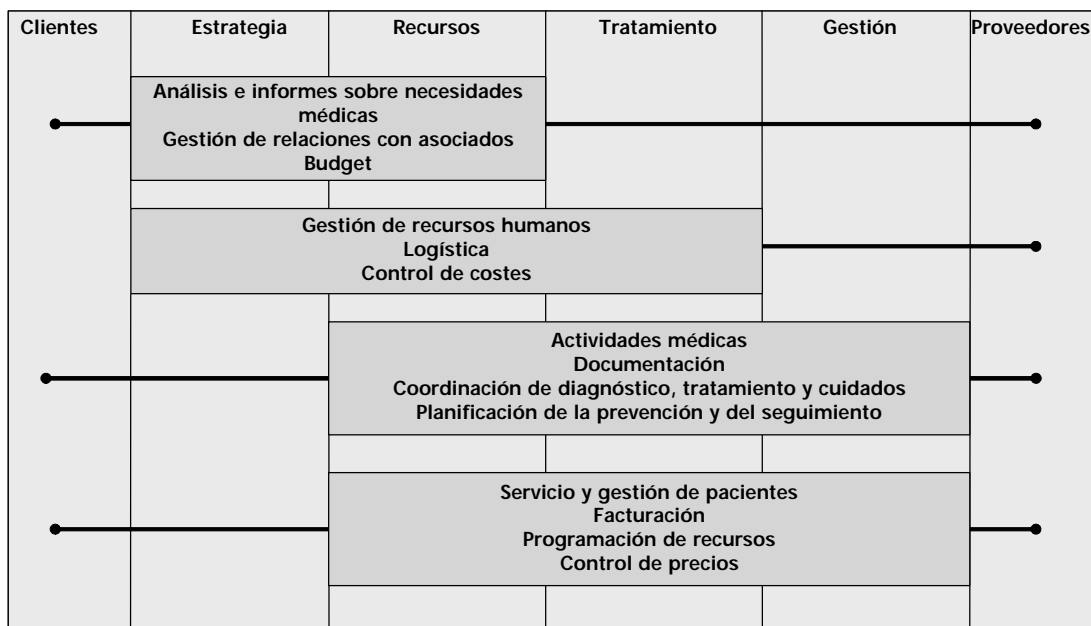 Clientes
Estrategia
Recursos
Tratamiento
Gestión
Proveedores
Análisis e informes sobre necesidades
médicas
Gestión de relaciones con asociados
Budget
Gestión de recursos humanos
Logística
Control de costes
Actividades médicas
Documentación
Coordinación de diagnóstico, tratamiento y cuidados
Planificación de la prevención y del seguimiento
Servicio y gestión de pacientes
Facturación
Programación de recursos
Control de precios